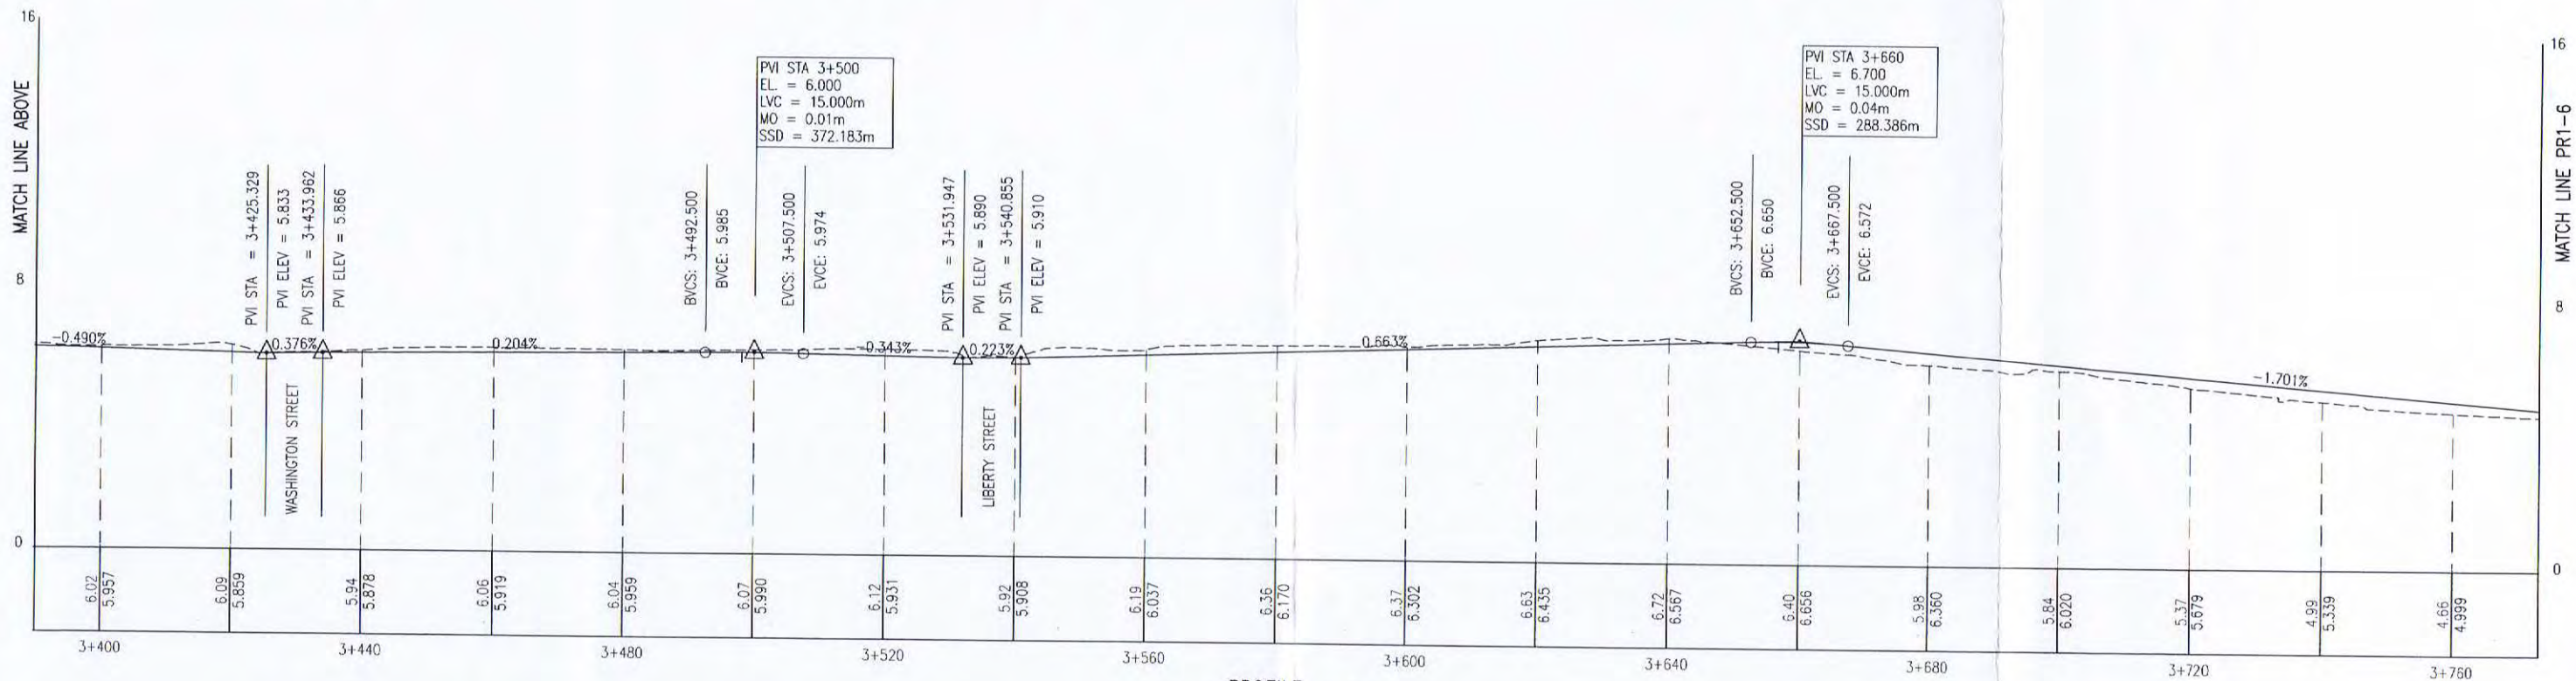 16
MATCH LINE ABOVE
8
0
PVI STA = 3+425.329
PVI ELEV = 5.833
PVI STA = 3+433.962
PVI ELEV = 5.866
PVI STA 3+500
EL. = 6.000
LVC = 15.000m
MO = 0.01m
SSD = 372.183m
BVCS: 3+492.500
BVCE: 5.985
EVCS: 3+507.500
EVCE: 5.974
PVI STA = 3+531.947
PVI ELEV = 5.890
PVI STA = 3+540.855
PVI ELEV = 5.910
PVI STA 3+660
EL. = 6.700
LVC = 15.000m
MO = 0.04m
SSD = 288.386m
BVCS: 3+652.500
BVCE: 6.650
EVCS: 3+667.500
EVCE: 6.572
16
MATCH LINE PR1-6
8
0
-0.490%
0.376%
0.204%
-0.343%
0.223%
0.663%
-1.701%
WASHINGTON STREET
LIBERTY STREET
6.02
5.957
6.09
5.859
5.94
5.878
6.06
5.919
6.04
5.959
6.07
5.990
6.12
5.931
5.92
5.908
6.19
6.037
6.36
6.170
6.37
6.302
6.63
6.435
6.72
6.567
6.40
6.656
5.98
6.360
5.84
6.020
5.37
5.679
4.99
5.339
4.66
4.999
3+400
3+440
3+480
3+520
3+560
3+600
3+640
3+680
3+720
3+760